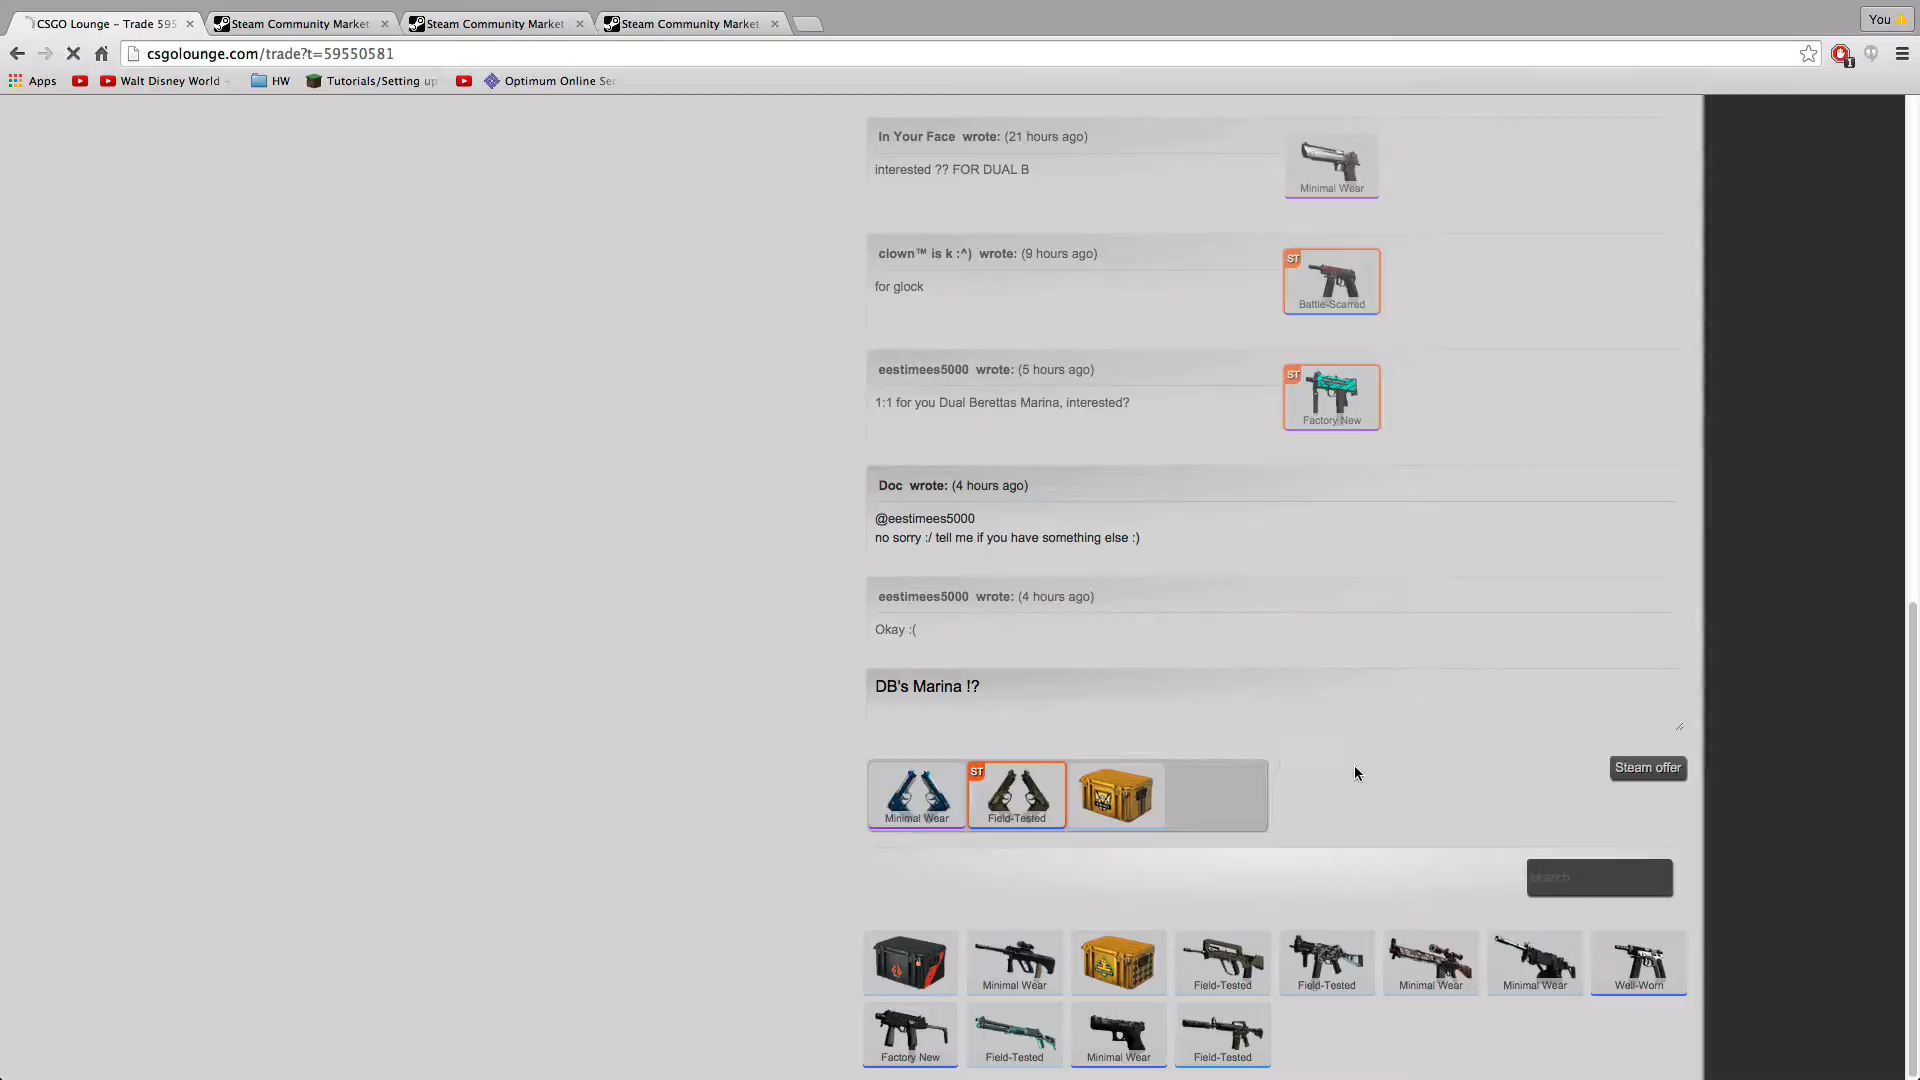 CSGO Lounge - Trade 595
Steam Community Market
Steam Community Market
Steam Community Market
You
csgolounge.com/trade?t=59550581
1
Apps
Walt Disney World -
HW
Tutorials/Setting up
Optimum Online Ser
In Your Face wrote: (21 hours ago)
interested ?? FOR DUAL B
Minimal Wear
clown™ is k :^) wrote: (9 hours ago)
for glock
ST
Battle-Scarred
eestimees5000 wrote: (5 hours ago)
1:1 for you Dual Berettas Marina, interested?
ST
Factory New
Doc wrote: (4 hours ago)
@eestimees5000
no sorry :/ tell me if you have something else :)
eestimees5000 wrote: (4 hours ago)
Okay :(
DB's Marina !?
Steam offer
Minimal Wear
ST
Field-Tested
search
Minimal Wear
Field-Tested
Field-Tested
Minimal Wear
Minimal Wear
Well-Worn
Factory New
Field-Tested
Minimal Wear
Field-Tested